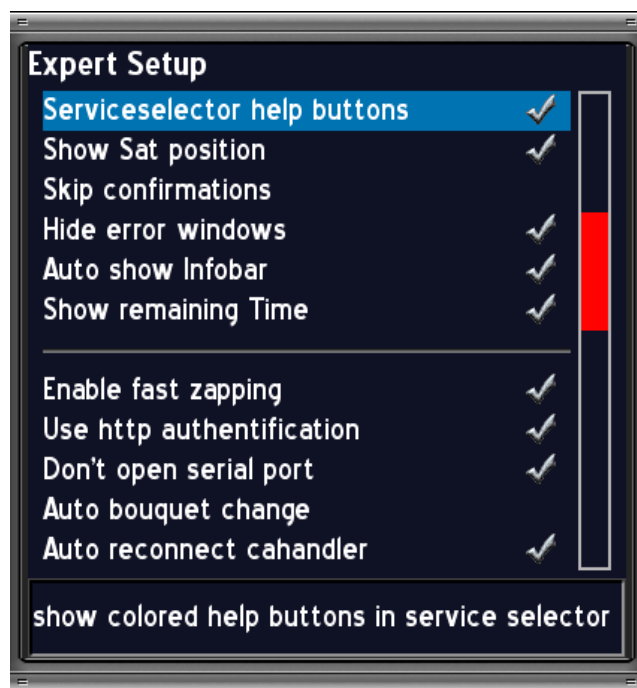 Expert Setup
Serviceselector help buttons
Show Sat position
Skip confirmations
Hide error windows
Auto show Infobar
Show remaining Time
Enable fast zapping
Use http authentification
Don't open serial port
Auto bouquet change
Auto reconnect cahandler
show colored help buttons in service selector